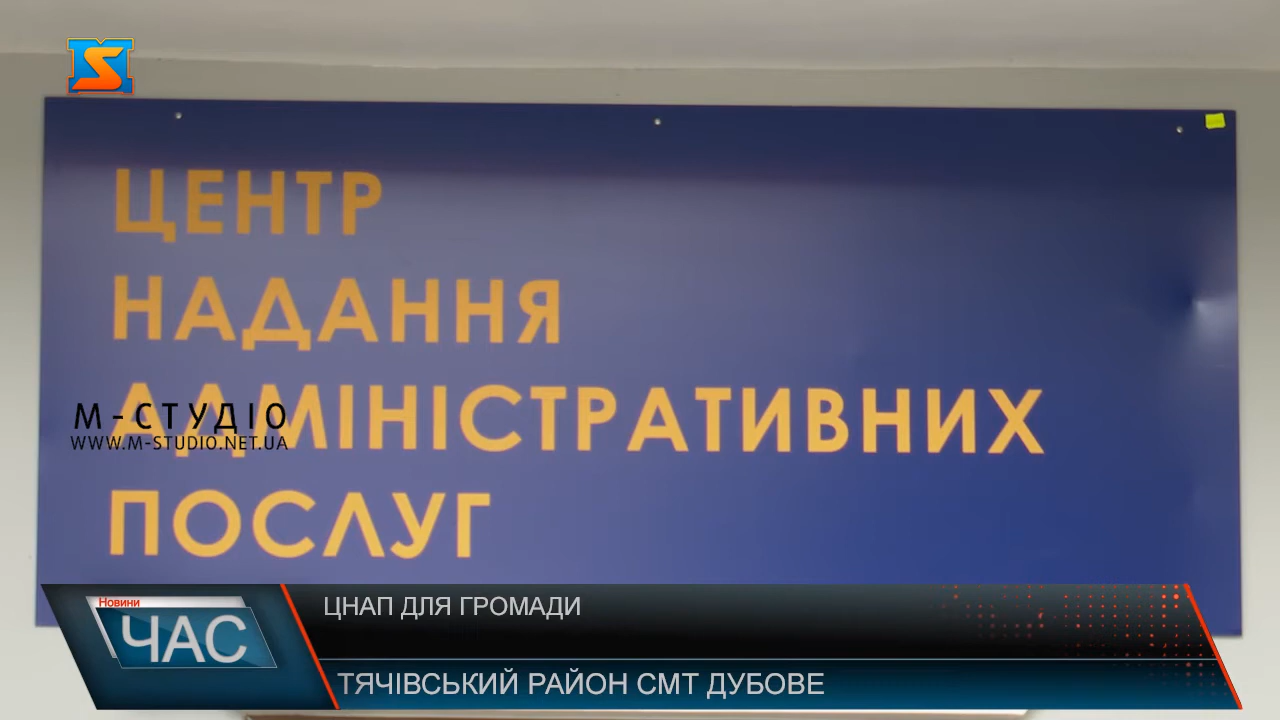 ЦЕНТР
НАДАННЯ
АДМІНІСТРАТИВНИХ
М-СТУДІО
WWW.M-STUDIO.NET.UA
ПОСЛУГ
Новини
ЧАС
ЦНАП ДЛЯ ГРОМАДИ
ТЯЧІВСЬКИЙ РАЙОН СМТ ДУБОВЕ